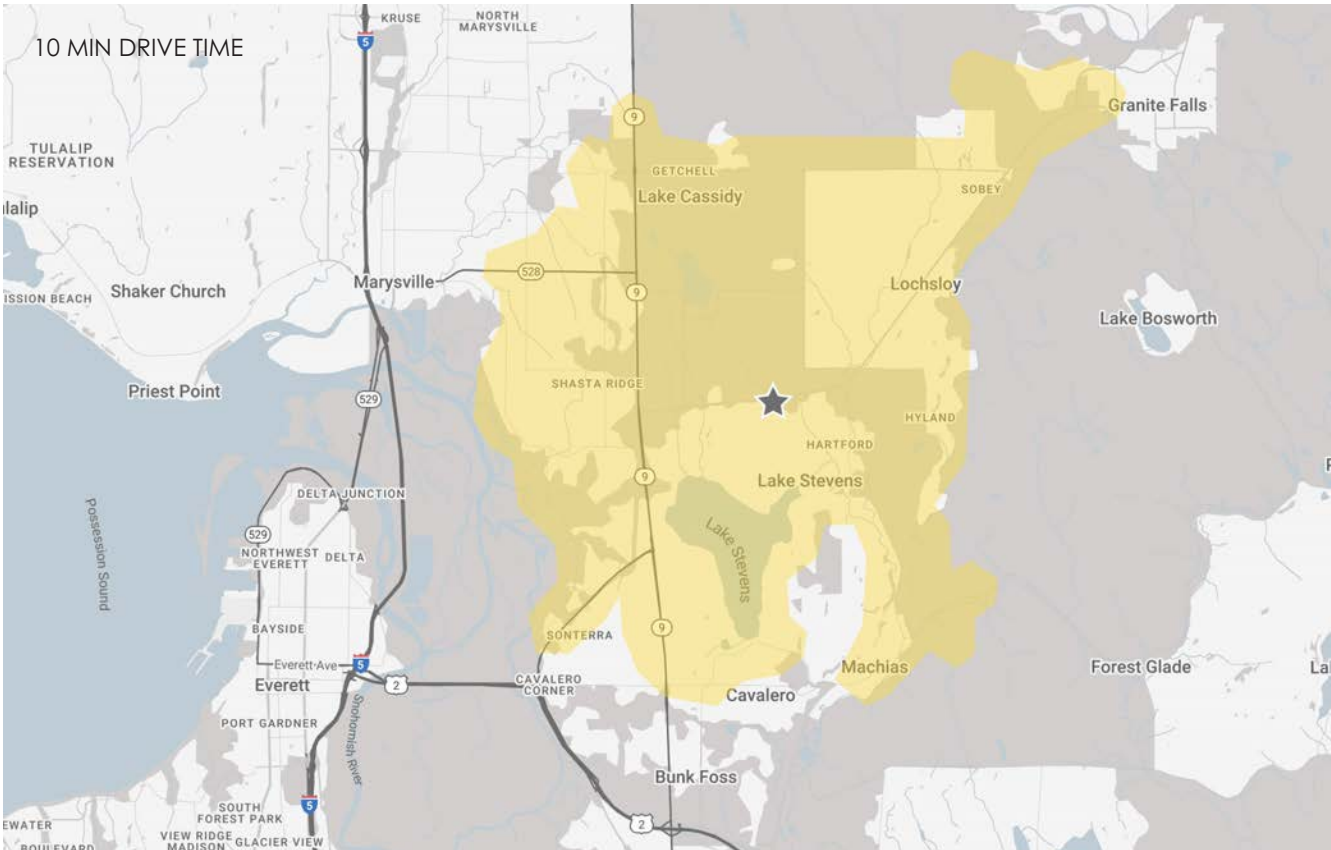 10 MIN DRIVE TIME
5
KRUSE
NORTH
MARYSVILLE
9
Granite Falls
TULALIP
RESERVATION
GETCHELL
Lake Cassidy
SOBEY
lalip
528
Marysville
9
Lochsloy
Shaker Church
ISSION BEACH
Lake Bosworth
Priest Point
529
SHASTA RIDGE
HYLAND
HARTFORD
9
Lake Stevens
DELTA JUNCTION
Possession Sound
529
NORTHWEST
EVERETT
DELTA
Lake Stevens
BAYSIDE
9
SONTERRA
Everett Ave
5
Everett
2
CAVALERO
CORNER
Machias
Forest Glade
La
Cavalero
PORT GARDNER
Snohomish River
Bunk Foss
5
SOUTH
FOREST PARK
2
EWATER
VIEW RIDGE
MADISON
GLACIER VIEW
BOULEVARD